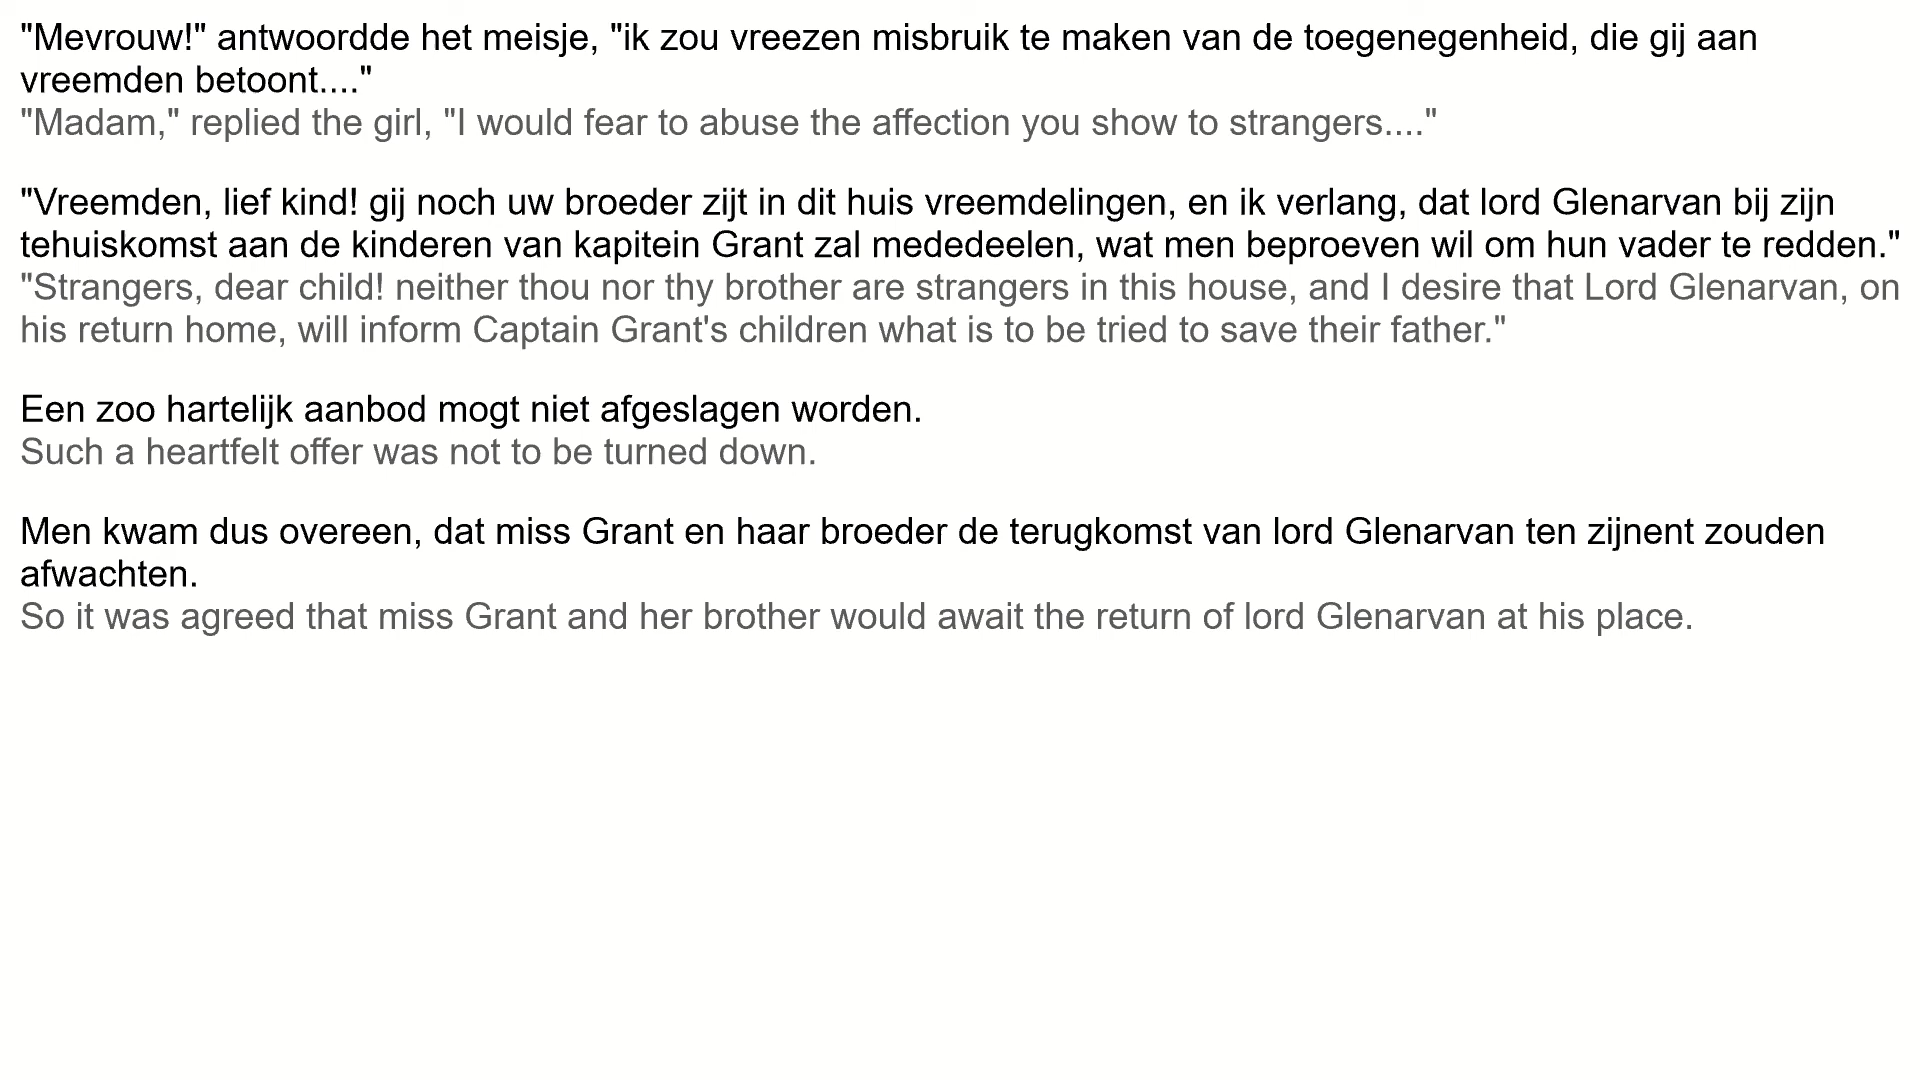 "Mevrouw!" antwoordde het meisje, "ik zou vreezen misbruik te maken van de toegenegenheid, die gij aan
vreemden betoont...."
"Madam," replied the girl, "I would fear to abuse the affection you show to strangers...."
"Vreemden, lief kind! gij noch uw broeder zijt in dit huis vreemdelingen, en ik verlang, dat lord Glenarvan bij zijn
tehuiskomst aan de kinderen van kapitein Grant zal mededeelen, wat men beproeven wil om hun vader te redden."
"Strangers, dear child! neither thou nor thy brother are strangers in this house, and I desire that Lord Glenarvan, on
his return home, will inform Captain Grant's children what is to be tried to save their father."
Een zoo hartelijk aanbod mogt niet afgeslagen worden.
Such a heartfelt offer was not to be turned down.
Men kwam dus overeen, dat miss Grant en haar broeder de terugkomst van lord Glenarvan ten zijnent zouden
afwachten.
So it was agreed that miss Grant and her brother would await the return of lord Glenarvan at his place.